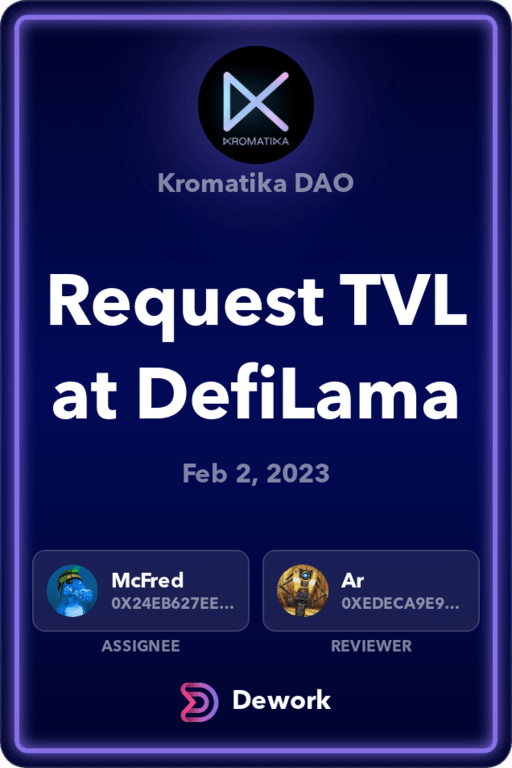 KROMATIKA
Kromatika DAO
Request TVL
at DefiLama
Feb 2, 2023
McFred
0X24EB627EE...
Ar
0XEDECA9E9...
ASSIGNEE
REVIEWER
Dework